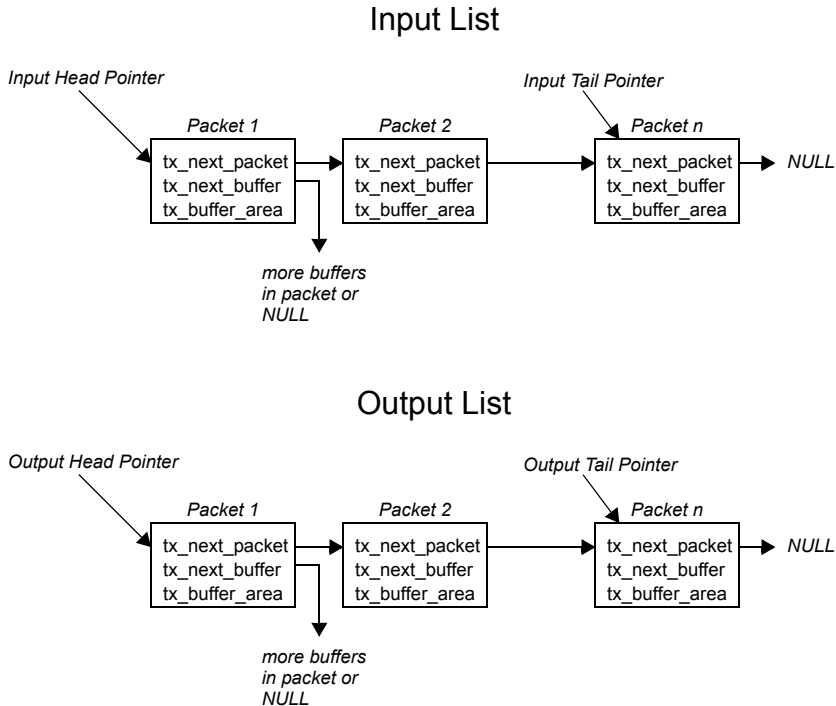 Input List
Input Head Pointer
Input Tail Pointer
Packet 1
Packet 2
Packet n
tx_next_packet
tx_next_buffer
tx_buffer_area
tx_next_packet
tx_next_buffer
tx_buffer_area
tx_next_packet
tx_next_buffer
tx_buffer_area
NULL
more buffers
in packet or
NULL
Output List
Output Head Pointer
Output Tail Pointer
Packet 1
Packet 2
Packet n
tx_next_packet
tx_next_buffer
tx_buffer_area
tx_next_packet
tx_next_buffer
tx_buffer_area
tx_next_packet
tx_next_buffer
tx_buffer_area
NULL
more buffers
in packet or
NULL